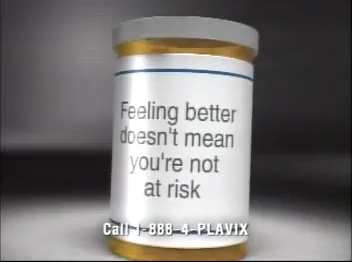 Feeling better
doesn't mean
you're not
at risk
Call 1-888-4-PLAVIX